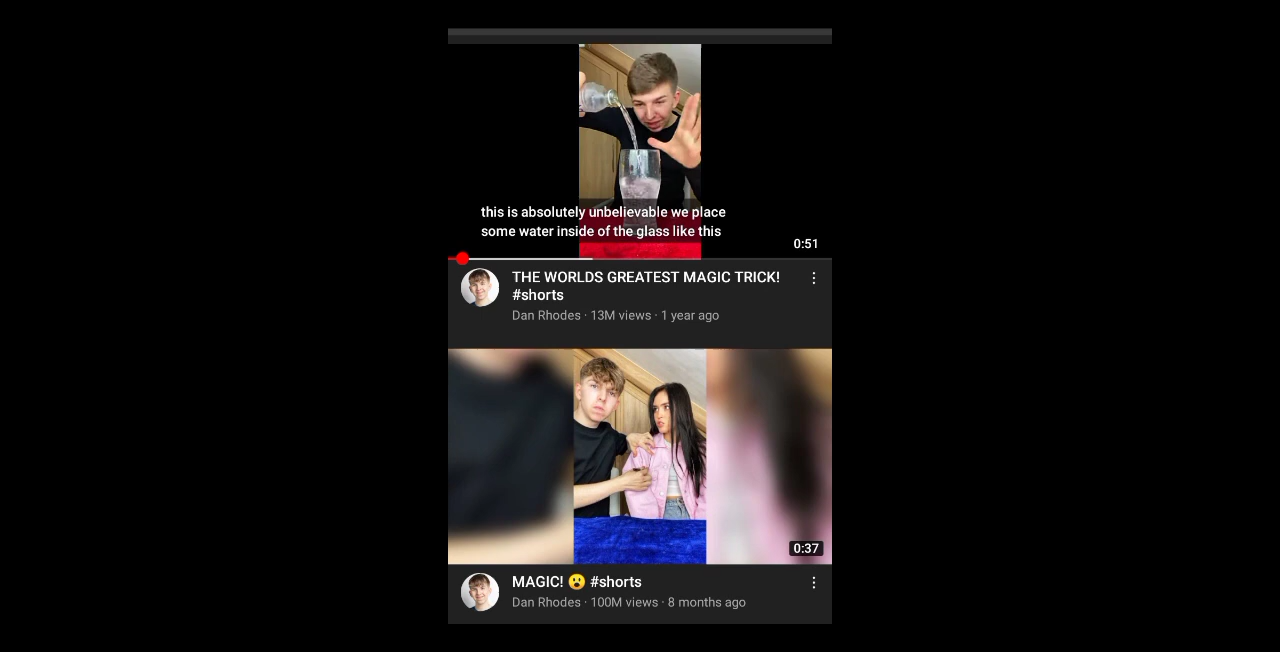 this is absolutely unbelievable we place
some water inside of the glass like this
0:51
THE WORLDS GREATEST MAGIC TRICK!
#shorts
Dan Rhodes · 13M views · 1 year ago
0:37
MAGIC! 😮 #shorts
Dan Rhodes · 100M views · 8 months ago